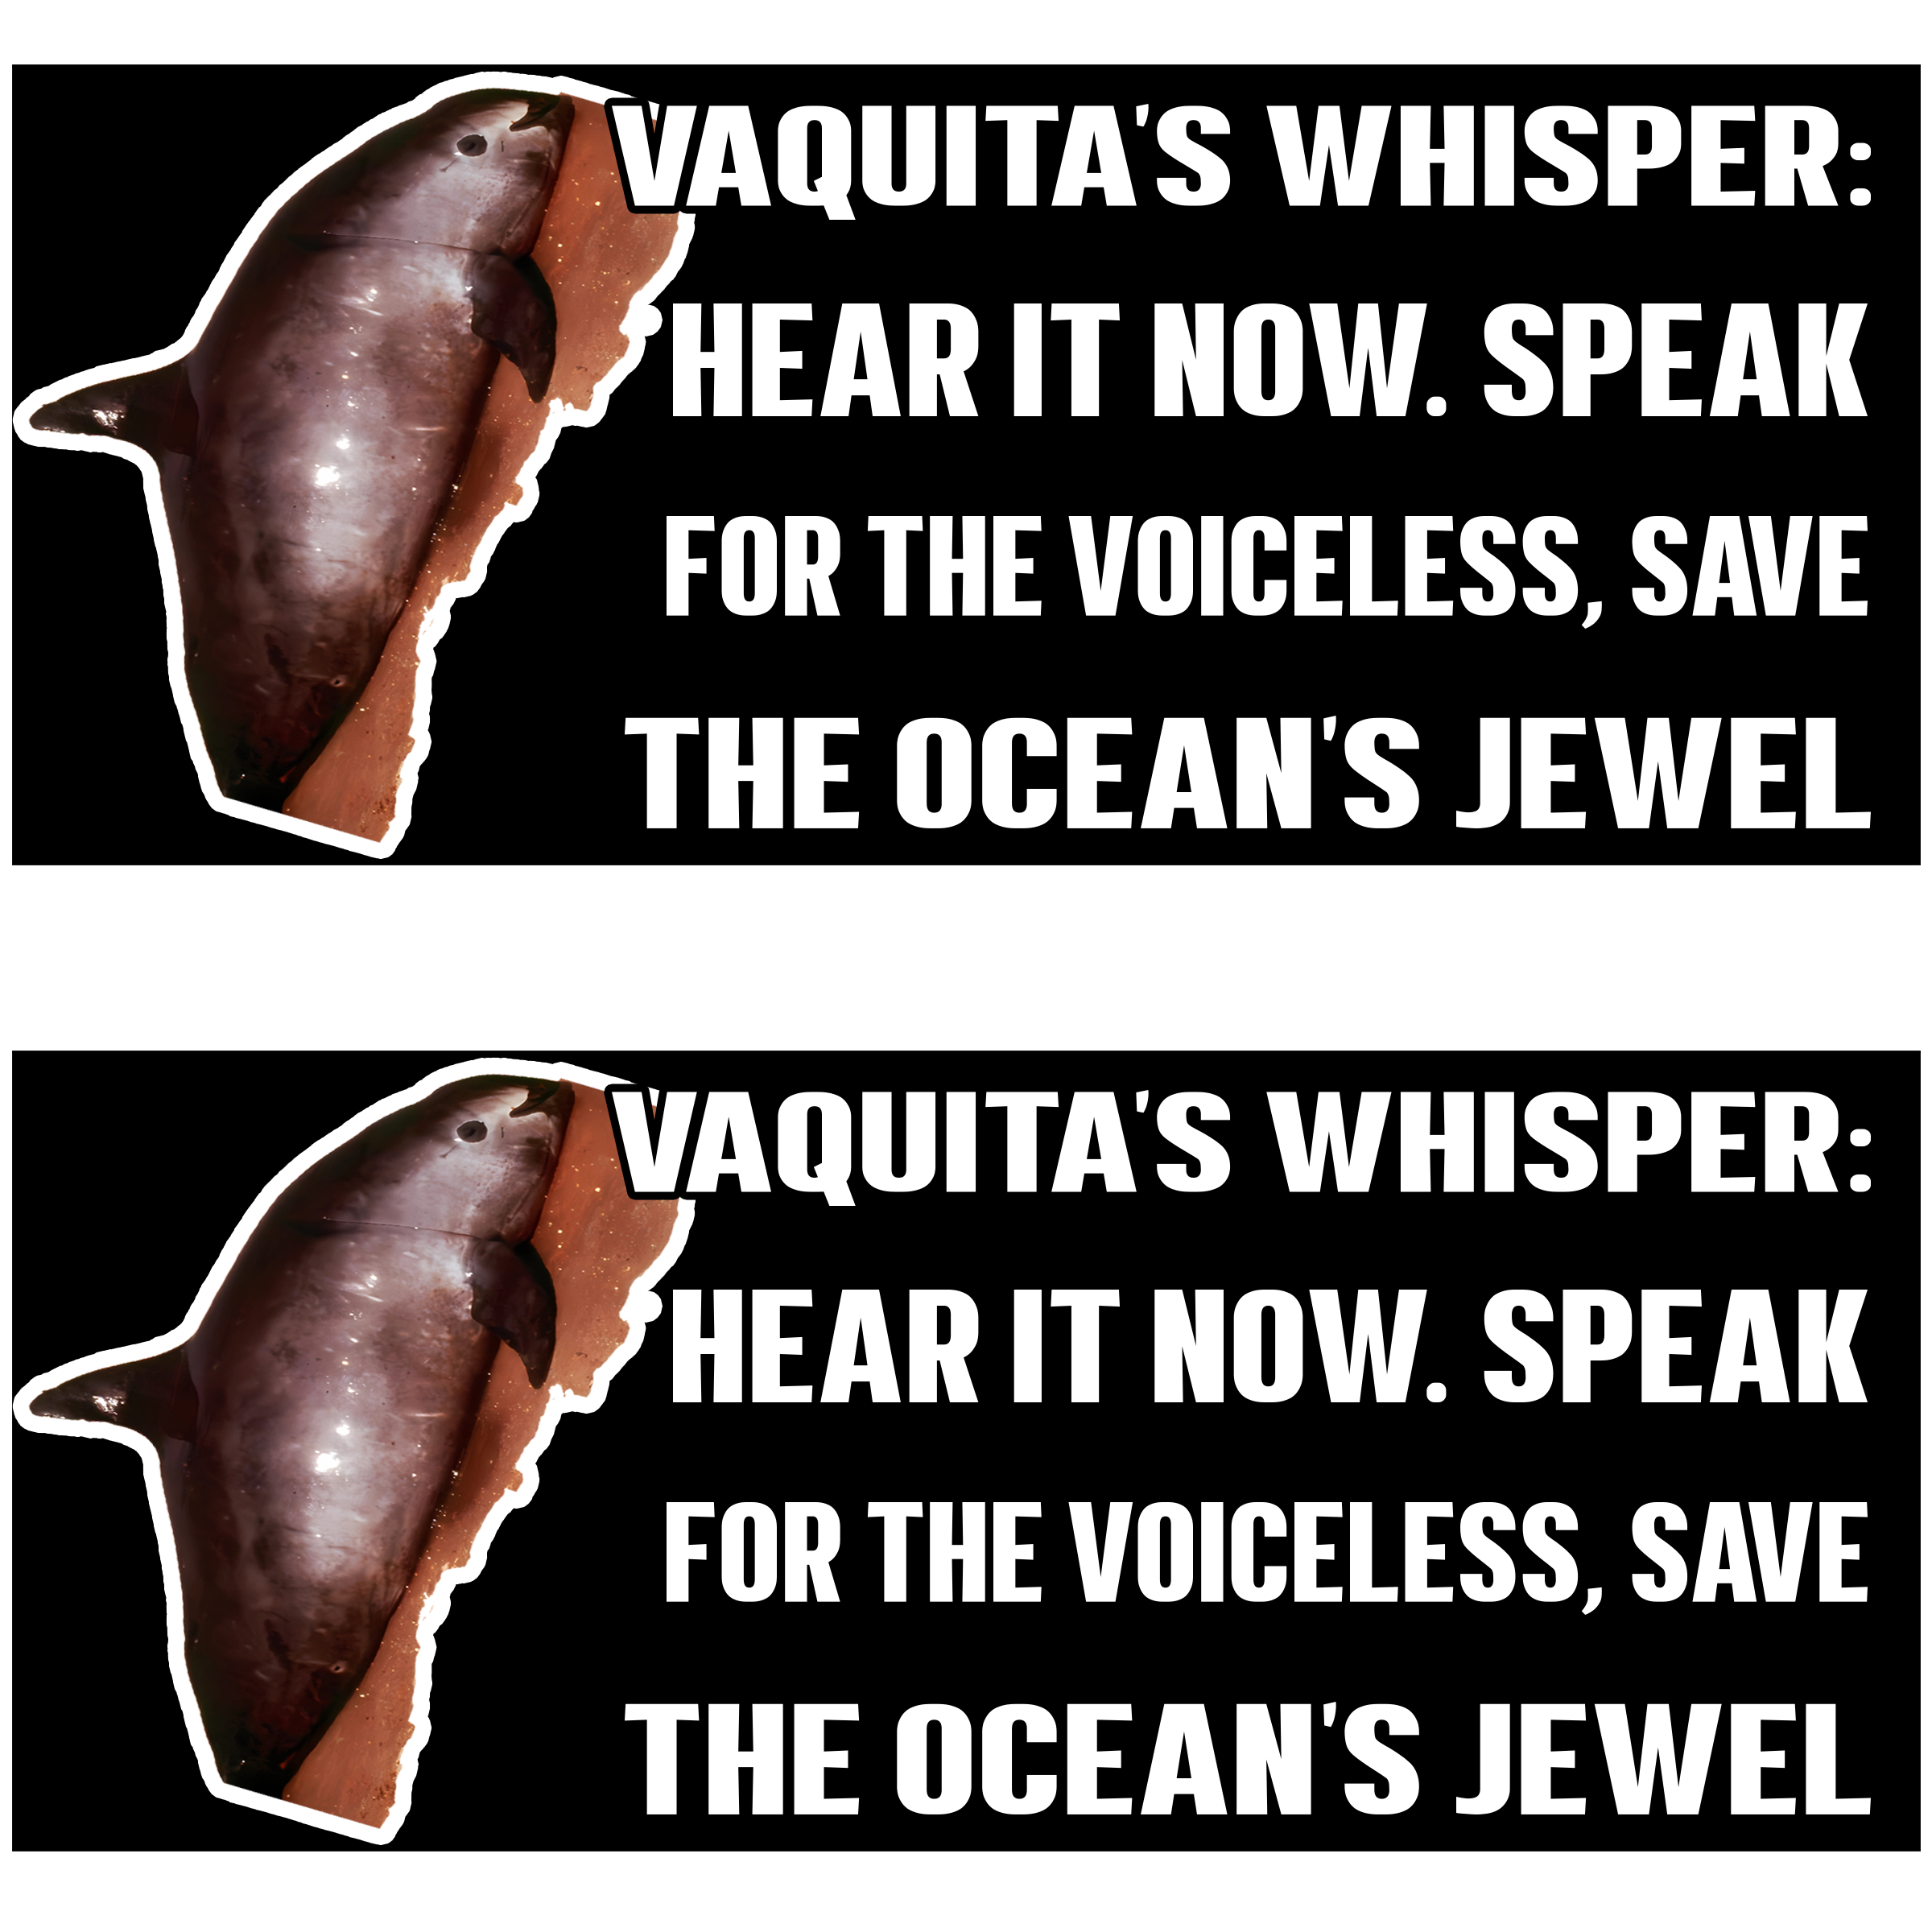 VAQUITA'S WHISPER:
HEAR IT NOW. SPEAK
FOR THE VOICELESS, SAVE
THE OCEAN'S JEWEL
VAQUITA'S WHISPER:
HEAR IT NOW. SPEAK
FOR THE VOICELESS, SAVE
THE OCEAN'S JEWEL